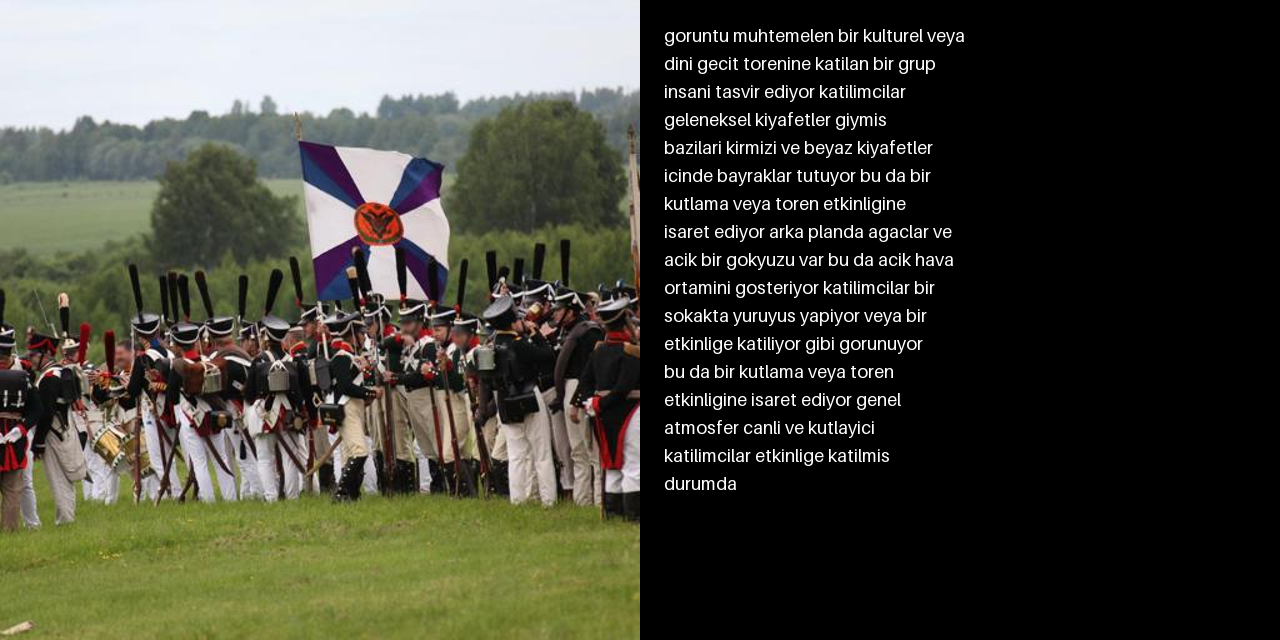 goruntu muhtemelen bir kulturel veya
dini gecit torenine katilan bir grup
insani tasvir ediyor katilimcilar
geleneksel kiyafetler giymis
bazilari kirmizi ve beyaz kiyafetler
icinde bayraklar tutuyor bu da bir
kutlama veya toren etkinligine
isaret ediyor arka planda agaclar ve
acik bir gokyuzu var bu da acik hava
ortamini gosteriyor katilimcilar bir
sokakta yuruyus yapiyor veya bir
etkinlige katiliyor gibi gorunuyor
bu da bir kutlama veya toren
etkinligine isaret ediyor genel
atmosfer canli ve kutlayici
katilimcilar etkinlige katilmis
durumda